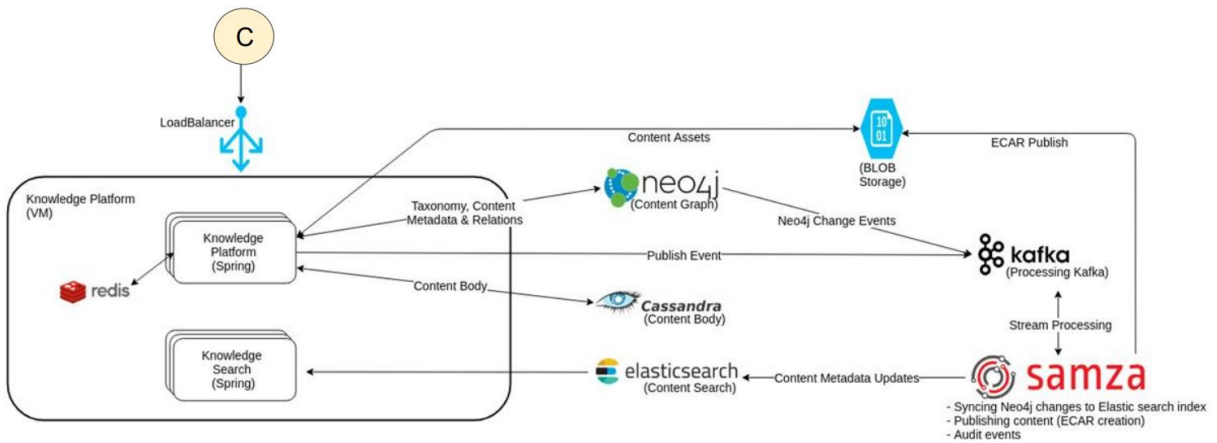 C
LoadBalancer
Content Assets
10
01
(BLOB
Storage)
ECAR Publish
Knowledge Platform
(VM)
Knowledge
Platform
(Spring)
redis
Taxonomy, Content
Metadata & Relations
neo4j
(Content Graph)
Neo4j Change Events
Publish Event
kafka
(Processing Kafka)
Content Body
Cassandra
(Content Body)
Stream Processing
Knowledge
Search
(Spring)
elasticsearch
(Content Search)
Content Metadata Updates
samza
- Syncing Neo4j changes to Elastic search index
- Publishing content (ECAR creation)
- Audit events